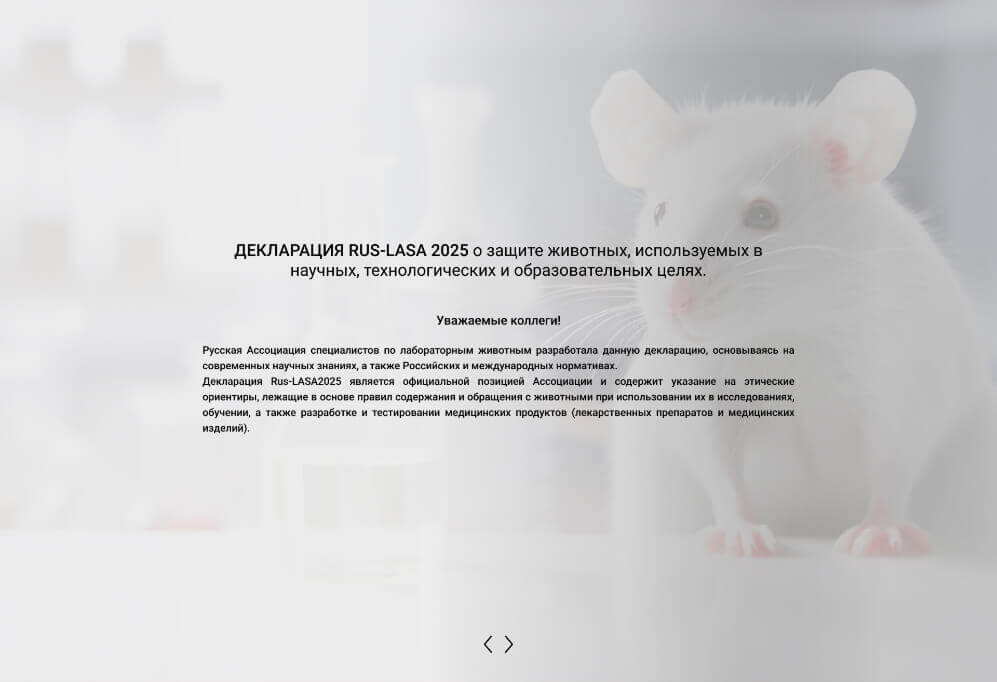 ДЕКЛАРАЦИЯ RUS-LASA 2025 о защите животных, используемых в
научных, технологических и образовательных целях.
Уважаемые коллеги!
Русская Ассоциация специалистов по лабораторным животным разработала данную декларацию, основываясь на
современных научных знаниях, а также Российских и международных нормативах.
Декларация Rus-LASA2025 является официальной позицией Ассоциации и содержит указание на этические
ориентиры, лежащие в основе правил содержания и обращения с животными при использовании их в исследованиях,
обучении, а также разработке и тестировании медицинских продуктов (лекарственных препаратов и медицинских
изделий).